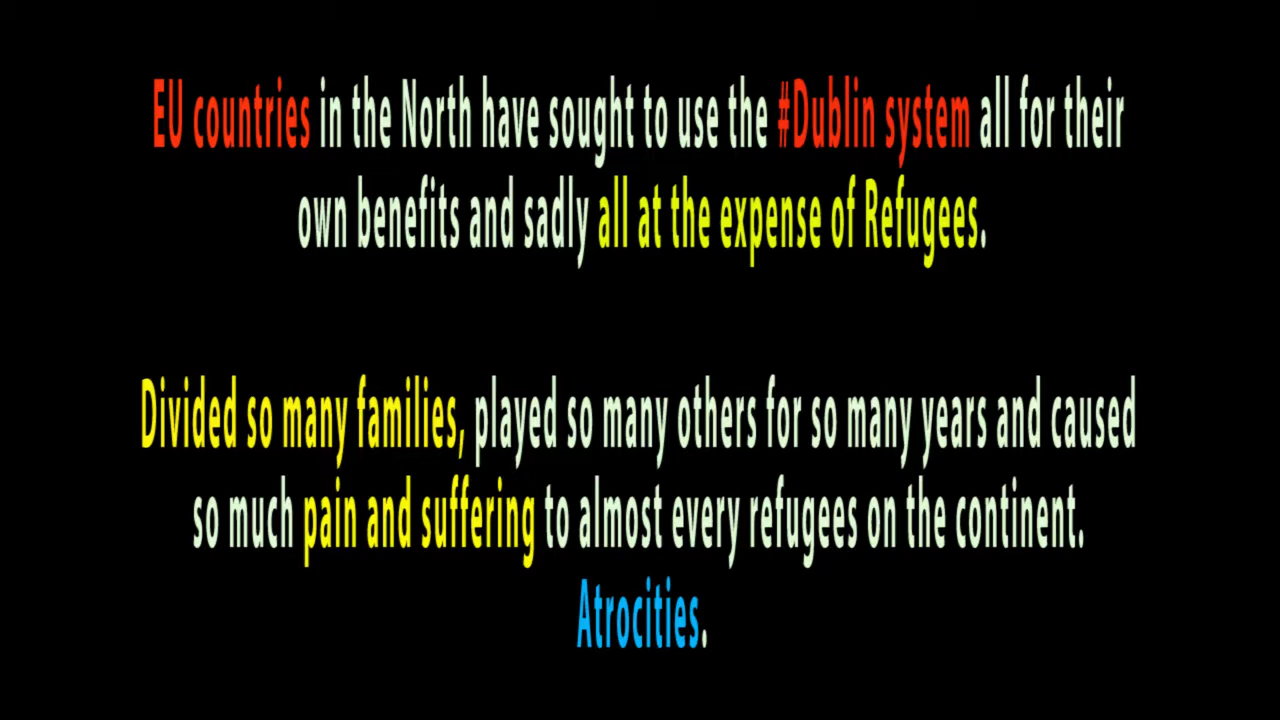 EU countries in the North have sought to use the #Dublin system all for their
own benefits and sadly all at the expense of Refugees.
Divided so many families, played so many others for so many years and caused
so much pain and suffering to almost every refugees on the continent.
Atrocities.